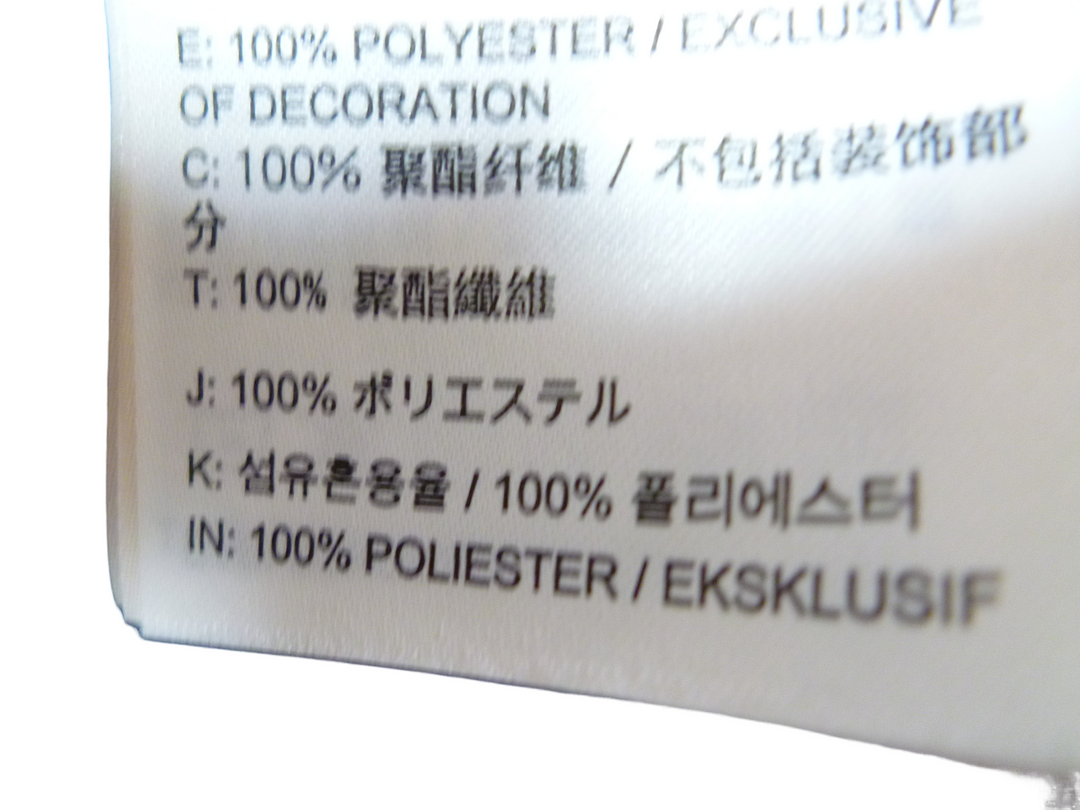 E: 100% POLYESTER / EXCLUSIVE
OF DECORATION
C: 100% 聚酯纤维 / 不包括装饰部
分
T: 100% 聚酯纖維
J: 100% ポリエステル
K: 섬유혼용율 / 100% 폴리에스터
IN: 100% POLIESTER / EKSKLUSIF